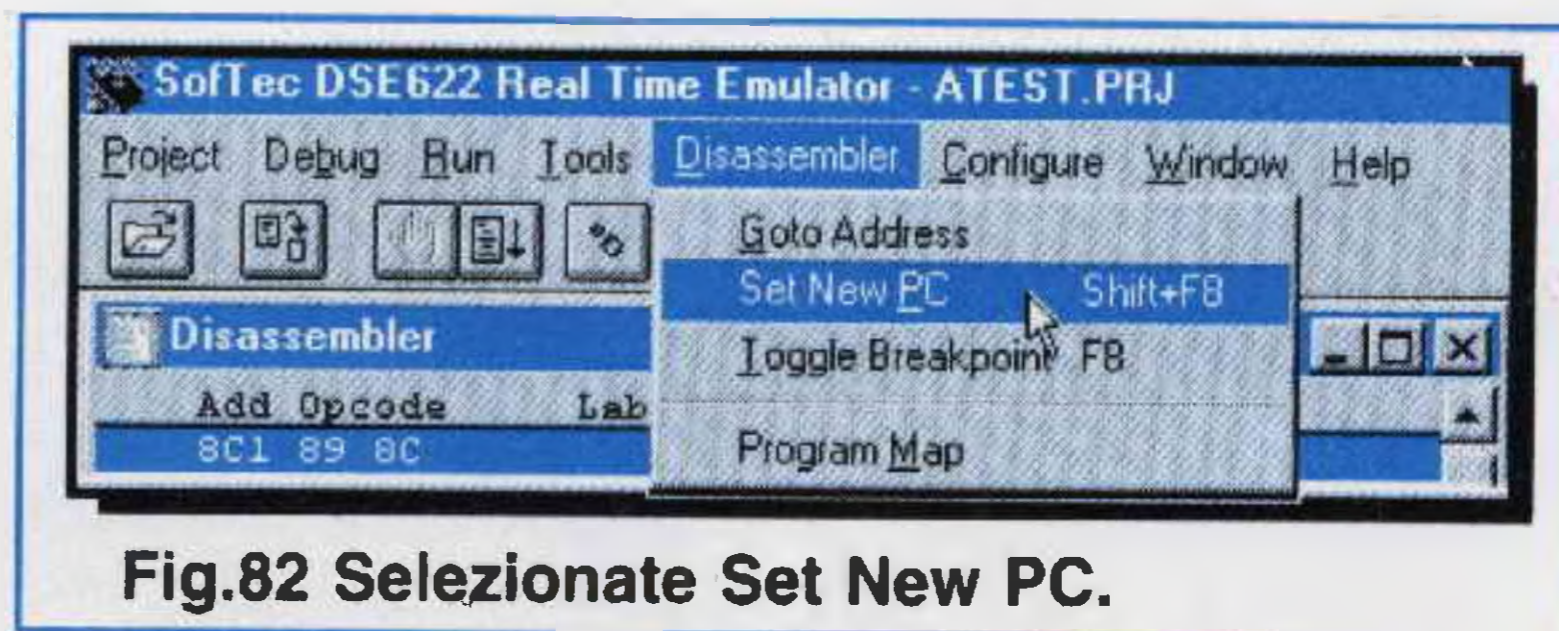 SofTec DSE622 Real Time Emulator - ATEST.PRJ
Project Debug Run Tools Disassembler Configure Window Help
Goto Address
Set New PC Shift+F8
Toggle Breakpoint F8
Program Map
Disassembler
Add Opcode Lab
8C1 89 8C
Fig.82 Selezionate Set New PC.